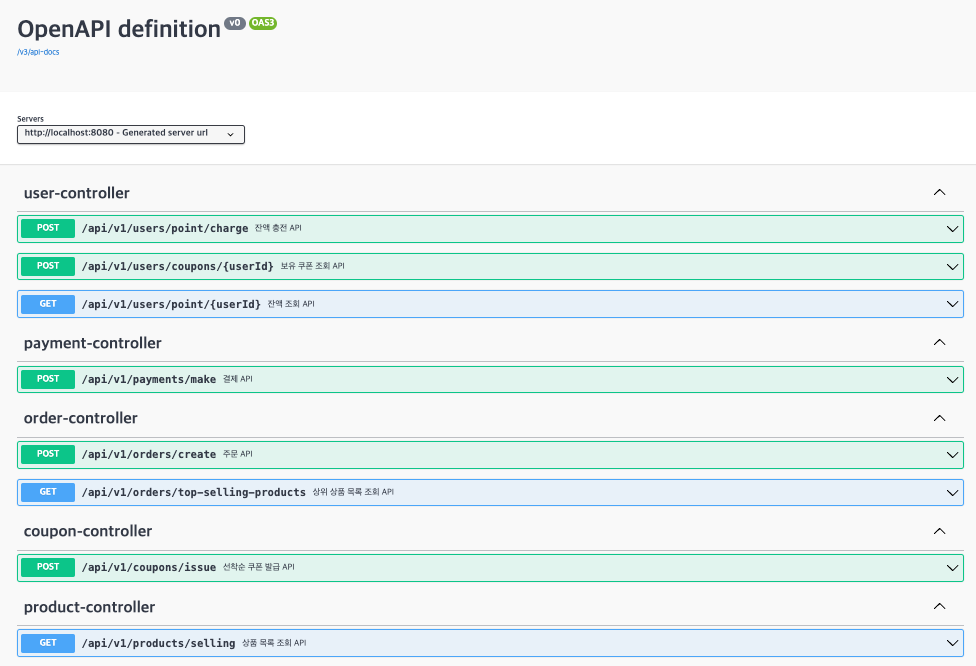 OpenAPI definition v0 OAS3
/v3/api-docs
Servers
http://localhost:8080 - Generated server url
user-controller
POST /api/v1/users/point/charge 잔액 충전 API
POST /api/v1/users/coupons/{userId} 보유 쿠폰 조회 API
GET /api/v1/users/point/{userId} 잔액 조회 API
payment-controller
POST /api/v1/payments/make 결제 API
order-controller
POST /api/v1/orders/create 주문 API
GET /api/v1/orders/top-selling-products 상위 상품 목록 조회 API
coupon-controller
POST /api/v1/coupons/issue 선착순 쿠폰 발급 API
product-controller
GET /api/v1/products/selling 상품 목록 조회 API